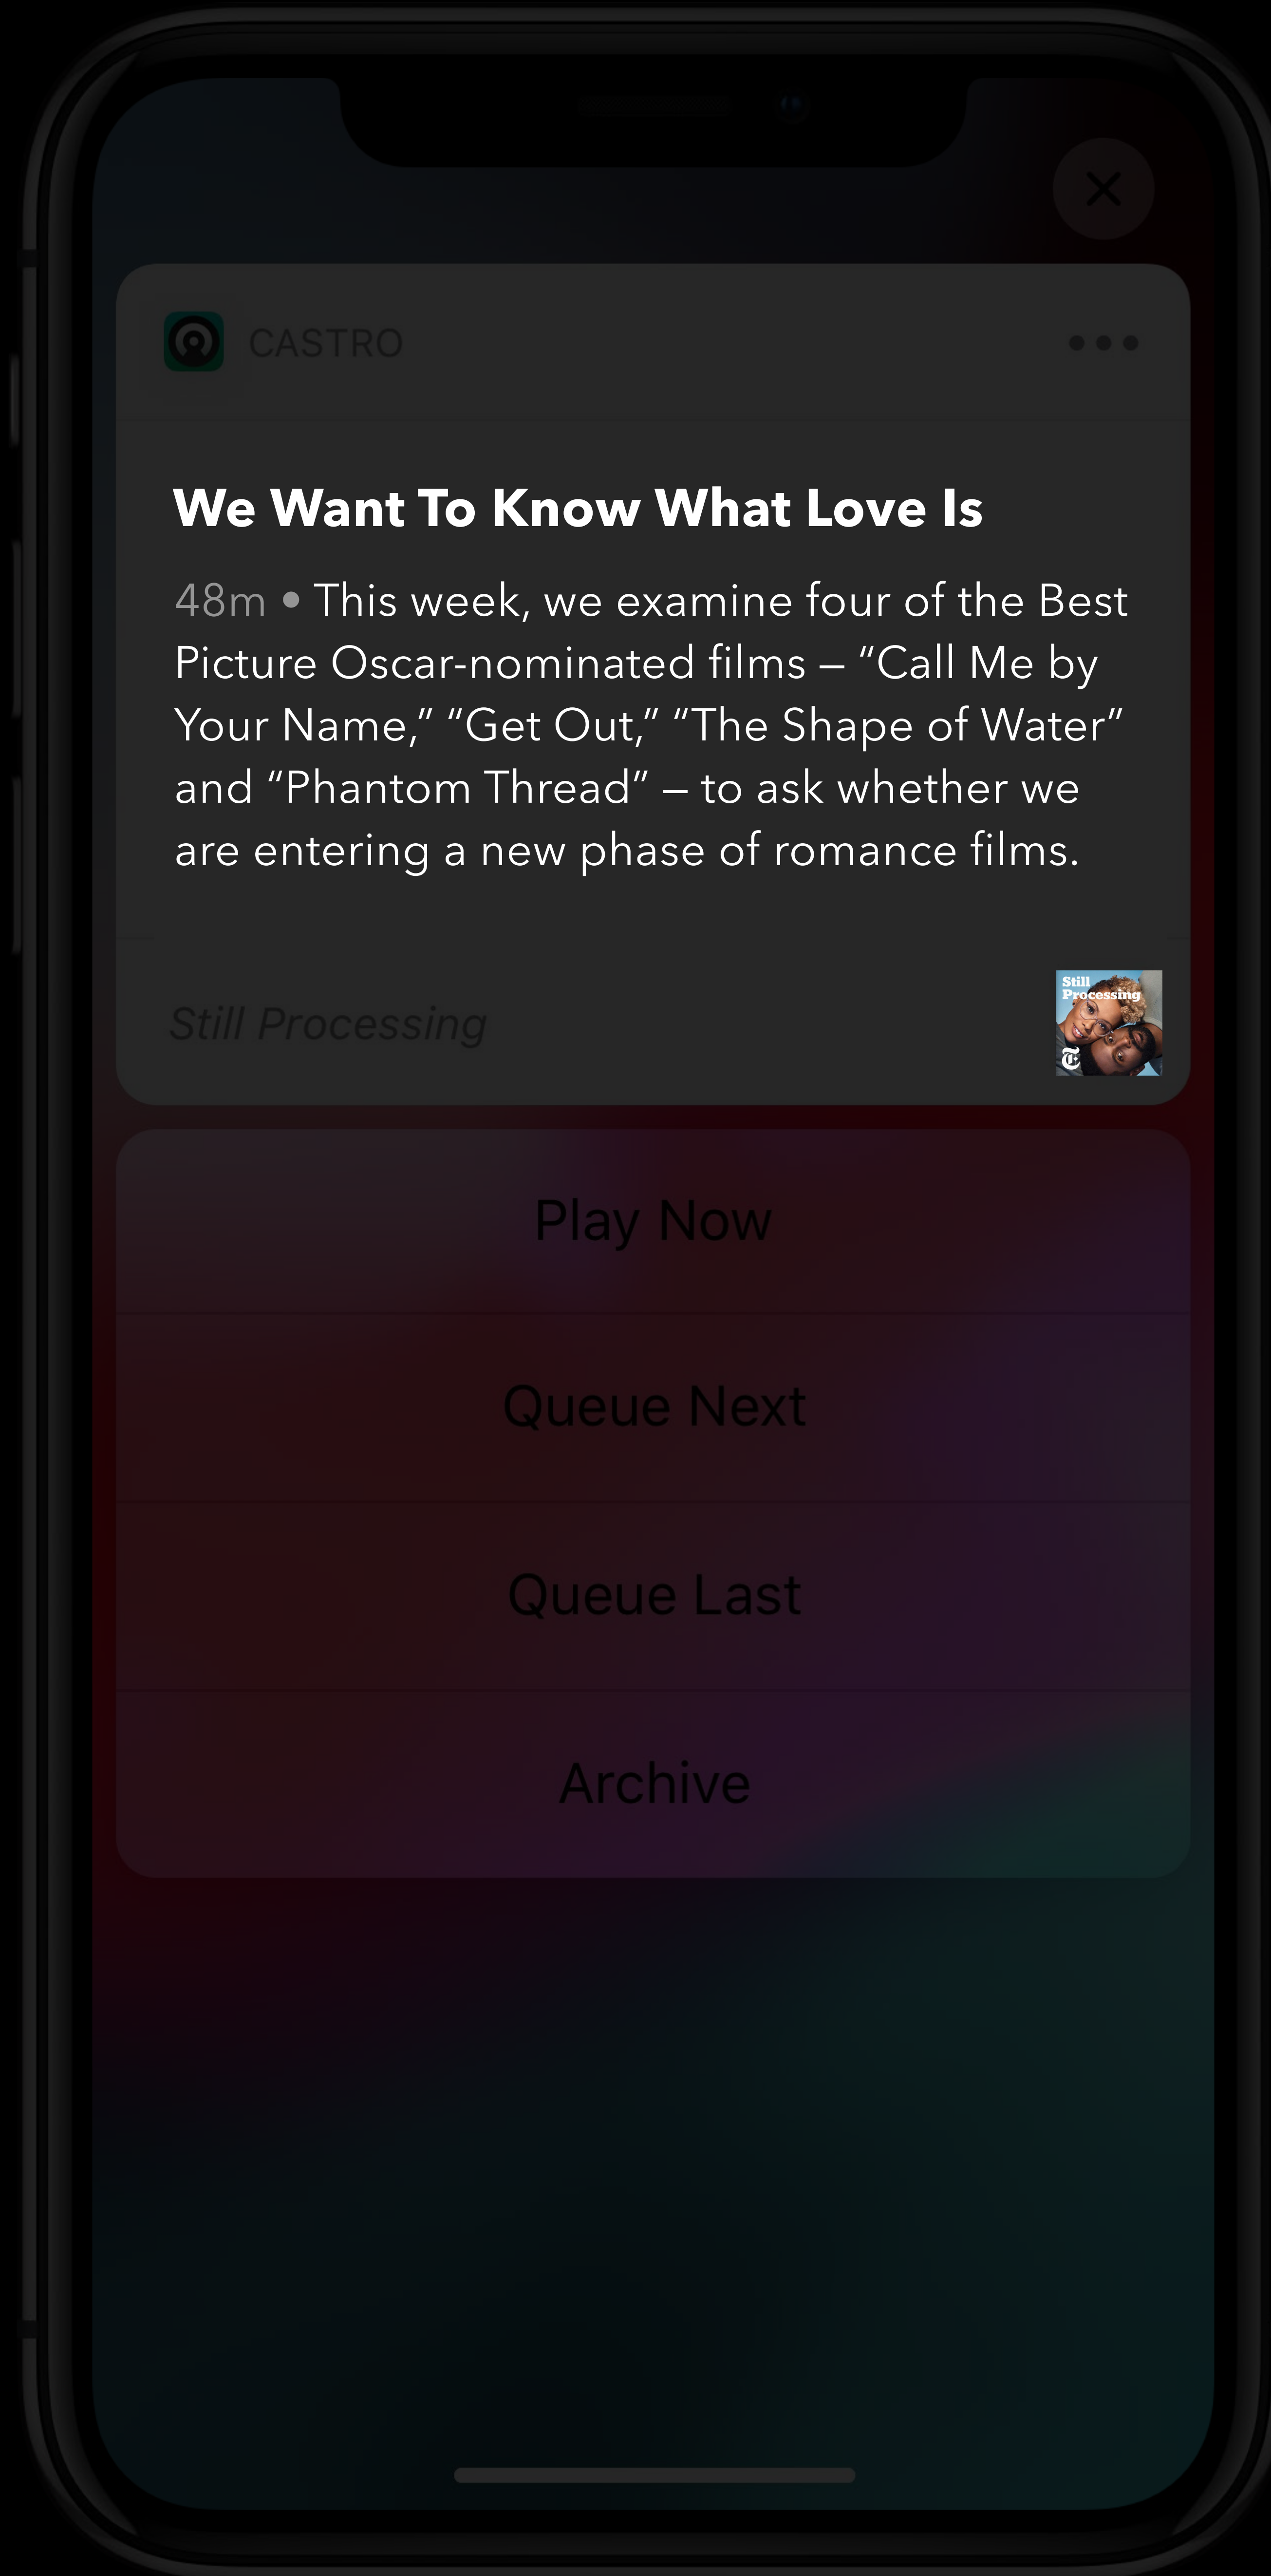 CASTRO
We Want To Know What Love Is
48m • This week, we examine four of the Best
Picture Oscar-nominated films – “Call Me by
Your Name,” “Get Out,” “The Shape of Water”
and “Phantom Thread” – to ask whether we
are entering a new phase of romance films.
Still Processing
Still
Processing
T
Play Now
Queue Next
Queue Last
Archive